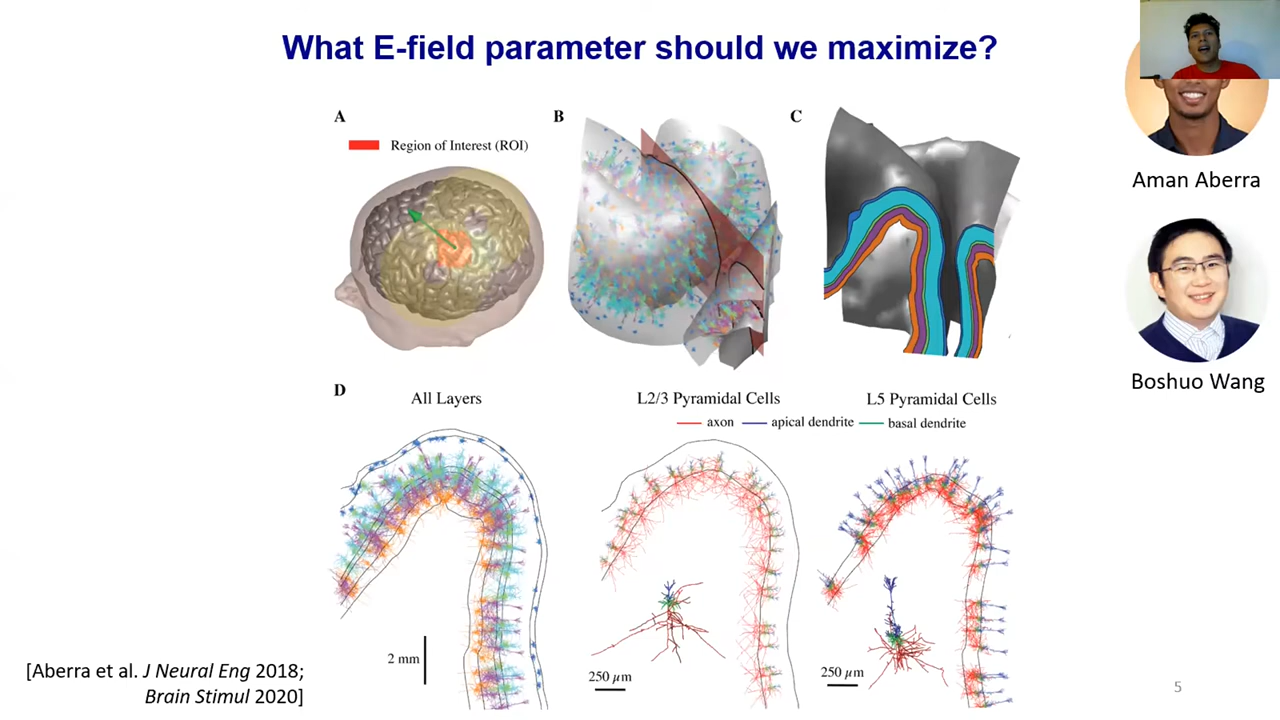 What E-field parameter should we maximize?
A
Region of Interest (ROI)
B
C
Aman Aberra
Boshuo Wang
D
All Layers
L2/3 Pyramidal Cells
L5 Pyramidal Cells
axon apical dendrite basal dendrite
2 mm
250 µm
250 µm
[Aberra et al. J Neural Eng 2018;
Brain Stimul 2020]
5